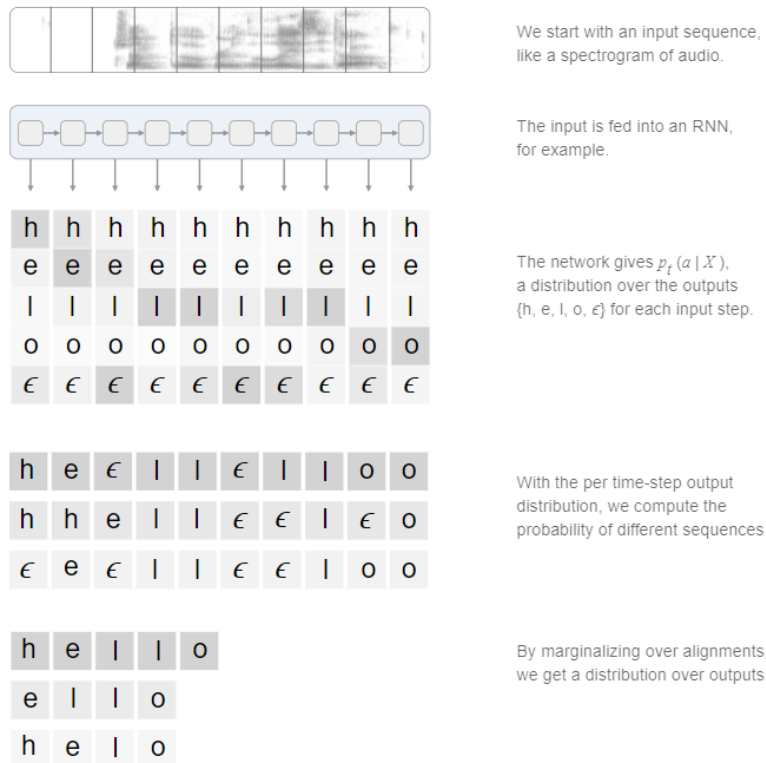 We start with an input sequence,
like a spectrogram of audio.
The input is fed into an RNN,
for example.
h h h h h h h h h h
e e e e e e e e e e
l l l l l l l l l l
o o o o o o o o o o
ϵ ϵ ϵ ϵ ϵ ϵ ϵ ϵ ϵ ϵ
The network gives pₜ (a | X),
a distribution over the outputs
{h, e, l, o, ϵ} for each input step.
h e ϵ l l ϵ l l o o
h h e l l ϵ ϵ l ϵ o
ϵ e ϵ l l ϵ ϵ l o o
With the per time-step output
distribution, we compute the
probability of different sequences
h e l l o
e l l o
h e l o
By marginalizing over alignments
we get a distribution over outputs